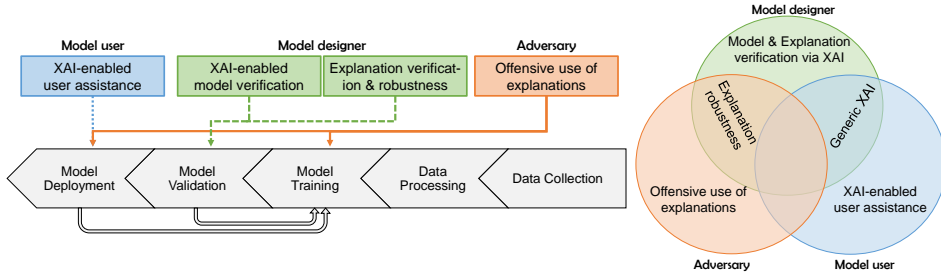 Model user
XAI-enabled
user assistance
Model designer
XAI-enabled
model verification
Explanation verificat-
ion & robustness
Adversary
Offensive use of
explanations
Model
Deployment
Model
Validation
Model
Training
Data
Processing
Data Collection
Model designer
Model & Explanation
verification via XAI
Explanation
robustness
Generic XAI
Offensive use of
explanations
XAI-enabled
user assistance
Adversary
Model user